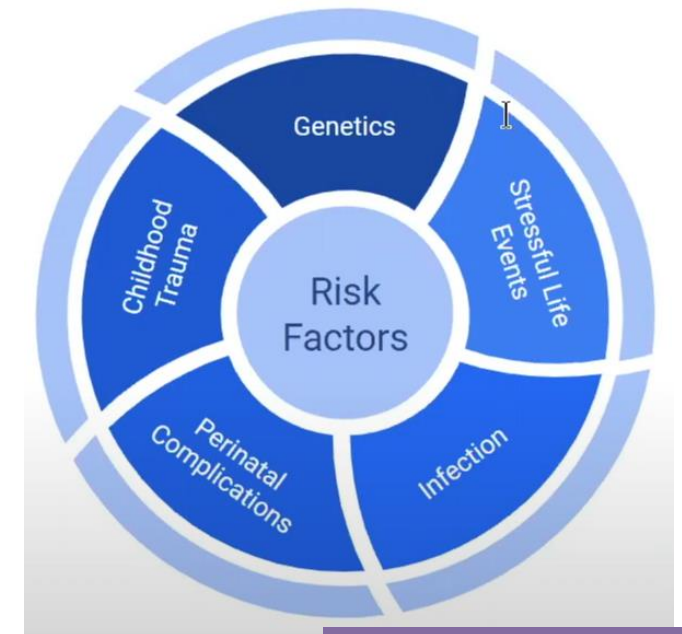 Genetics
Stressful Life
Events
Infection
Perinatal
Complications
Childhood
Trauma
Risk
Factors